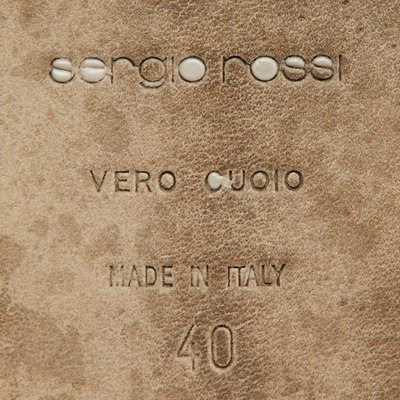 sergio rossi
VERO CUOIO
MADE IN ITALY
40